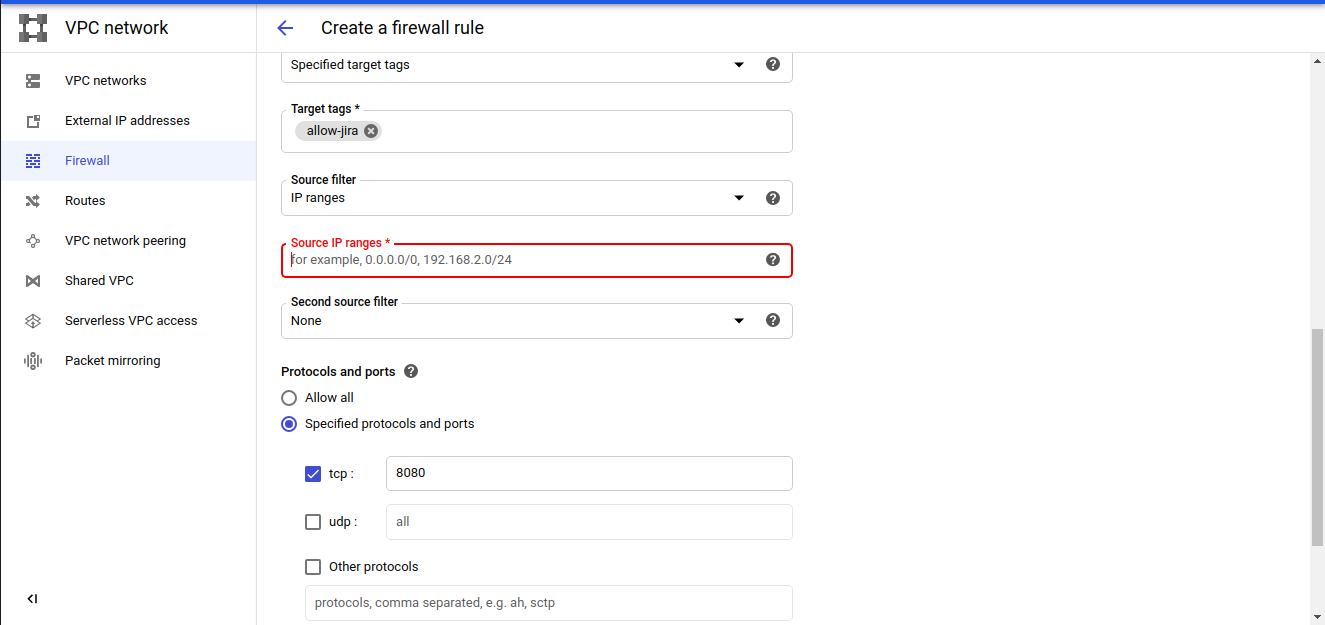 VPC network
Create a firewall rule
VPC networks
External IP addresses
Firewall
Routes
VPC network peering
Shared VPC
Serverless VPC access
Packet mirroring
Specified target tags
Target tags *
allow-jira
Source filter
IP ranges
Source IP ranges *
for example, 0.0.0.0/0, 192.168.2.0/24
Second source filter
None
Protocols and ports
Allow all
Specified protocols and ports
tcp : 8080
udp : all
Other protocols
protocols, comma separated, e.g. ah, sctp